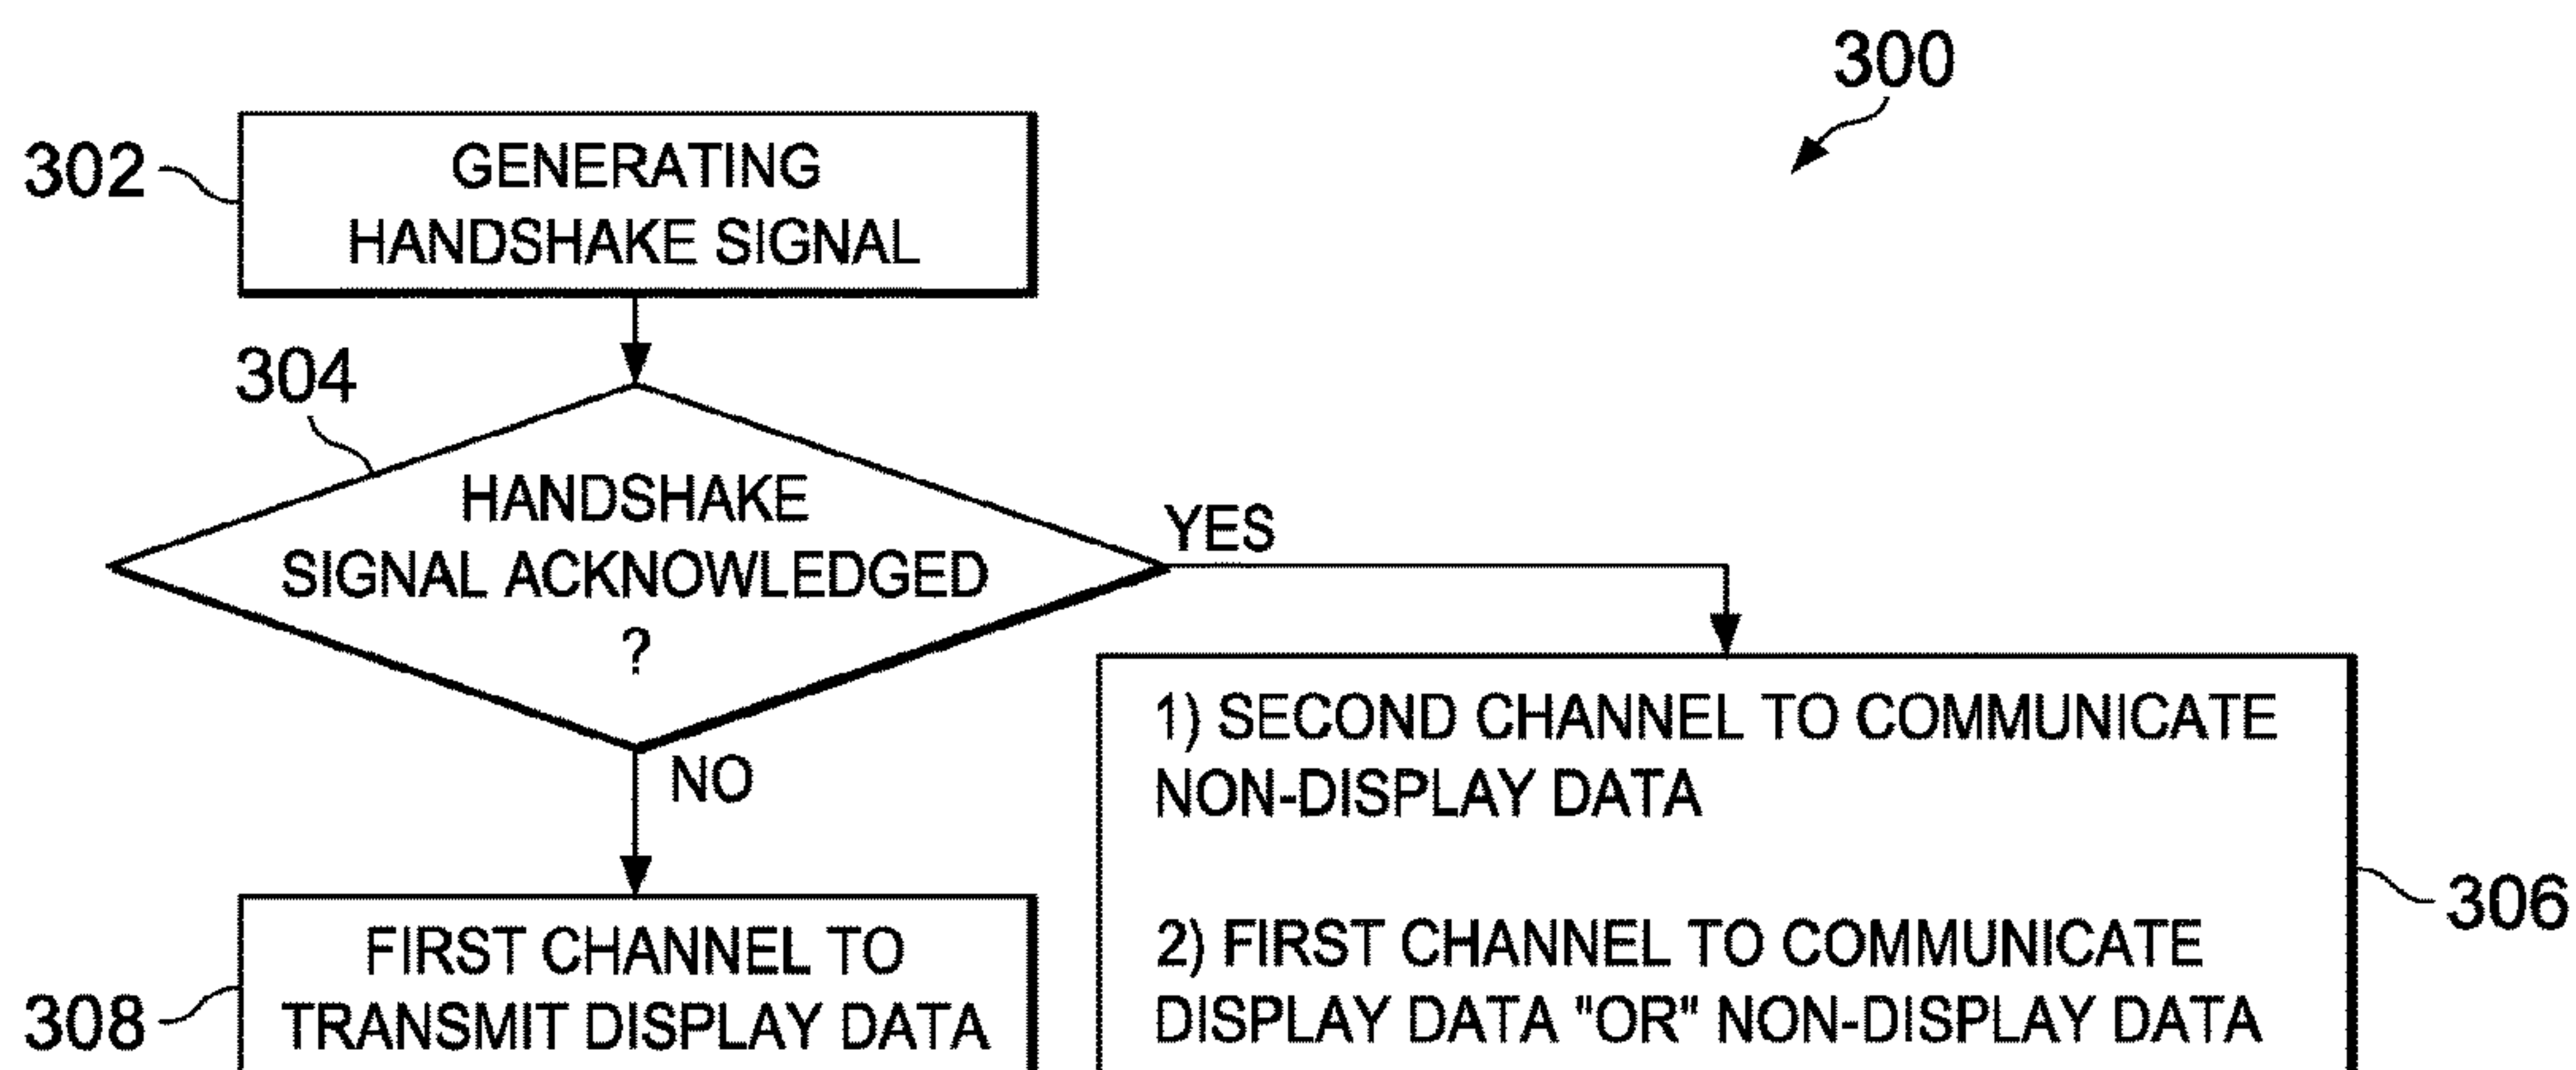 300
302
GENERATING
HANDSHAKE SIGNAL
304
HANDSHAKE
SIGNAL ACKNOWLEDGED
?
YES
NO
1) SECOND CHANNEL TO COMMUNICATE
NON-DISPLAY DATA
2) FIRST CHANNEL TO COMMUNICATE
DISPLAY DATA "OR" NON-DISPLAY DATA
306
308
FIRST CHANNEL TO
TRANSMIT DISPLAY DATA